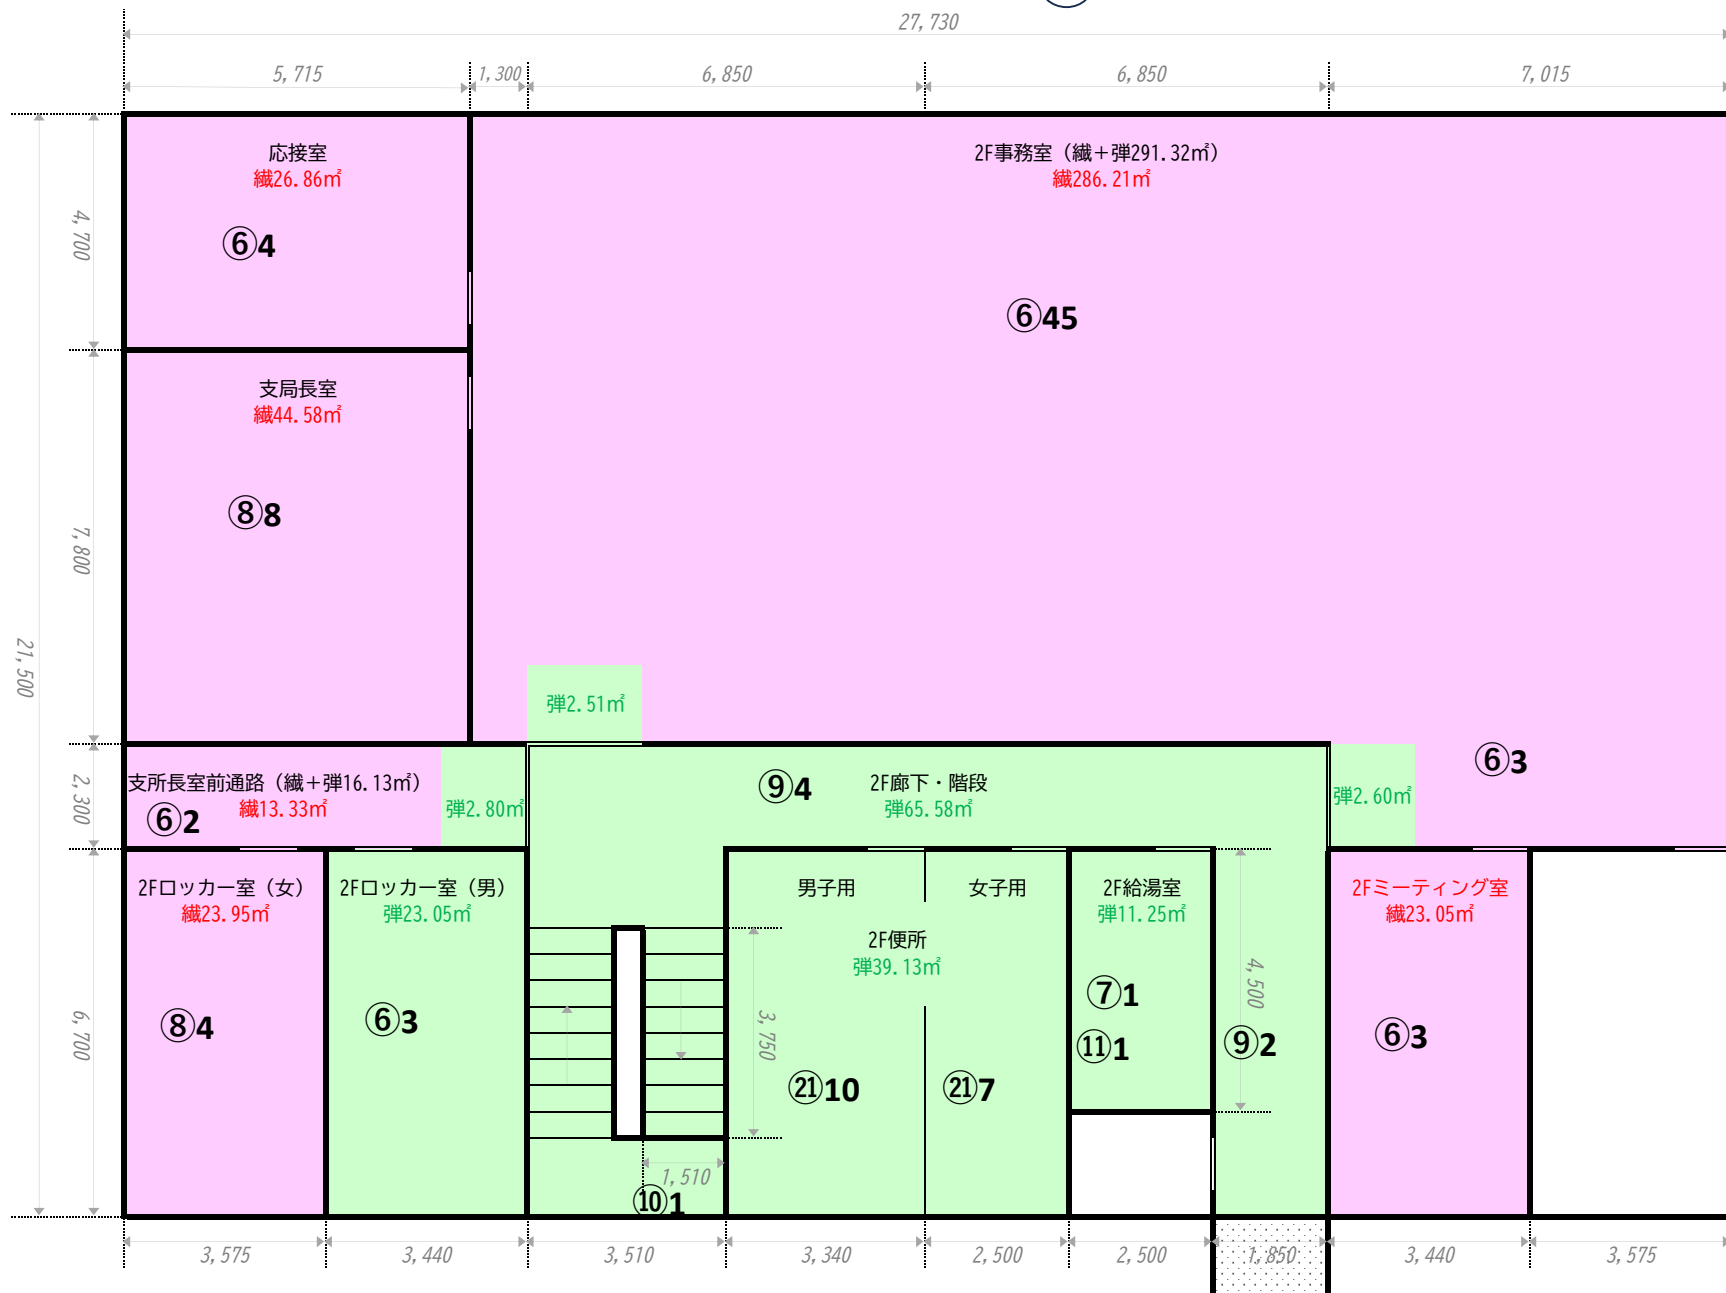 27,730
5,715
1,300
6,850
6,850
7,015
応接室
繊26.86㎡
2F事務室（繊＋弾291.32㎡）
繊286.21㎡
4,700
⑥4
⑥45
支局長室
繊44.58㎡
⑧8
7,800
21,500
弾2.51㎡
⑥3
2,300
支所長室前通路（繊＋弾16.13㎡）
繊13.33㎡
⑥2
弾2.80㎡
⑨4
2F廊下・階段
弾65.58㎡
弾2.60㎡
2Fロッカー室（女）
繊23.95㎡
2Fロッカー室（男）
弾23.05㎡
男子用
女子用
2F給湯室
弾11.25㎡
2Fミーティング室
繊23.05㎡
2F便所
弾39.13㎡
4,500
6,700
3,750
⑧4
⑥3
⑦1
⑪1
⑨2
⑥3
㉑10
㉑7
1,510
⑩1
3,575
3,440
3,510
3,340
2,500
2,500
1,850
3,440
3,575